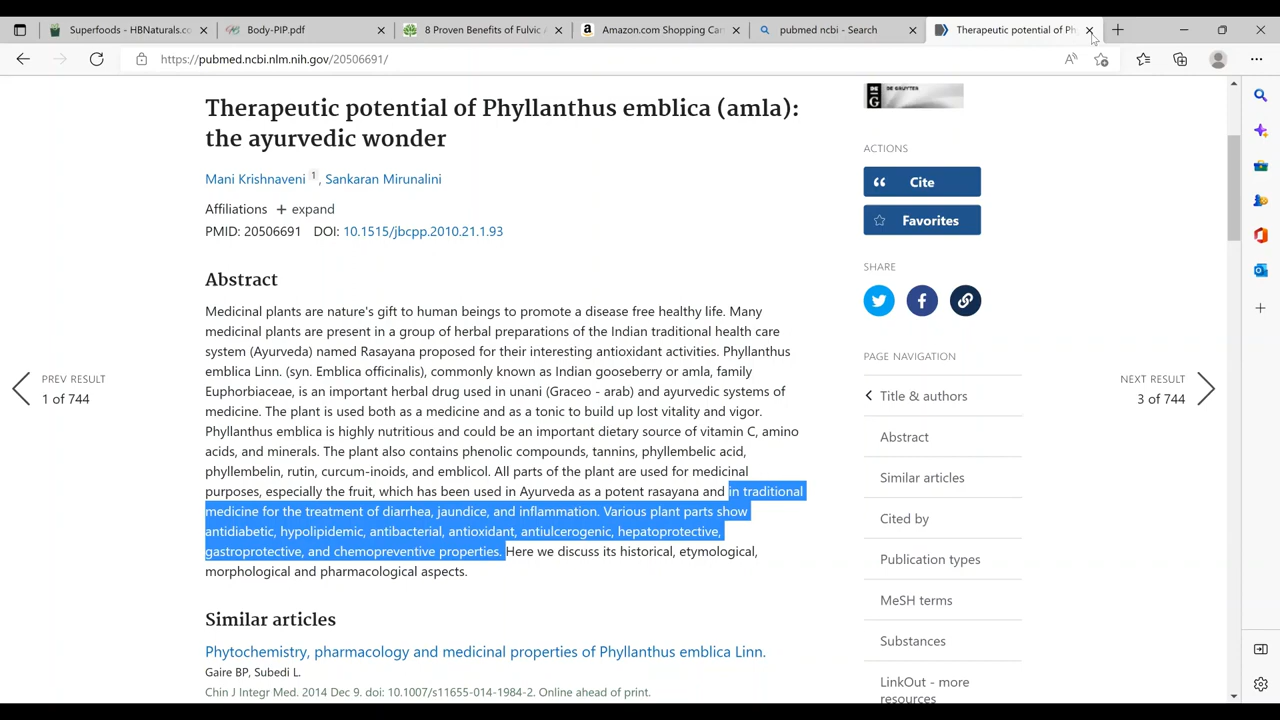 Superfoods - HBNaturals.co
Body-PIP.pdf
8 Proven Benefits of Fulvic A
Amazon.com Shopping Car
pubmed ncbi - Search
Therapeutic potential of Ph
https://pubmed.ncbi.nlm.nih.gov/20506691/
Therapeutic potential of Phyllanthus emblica (amla):
the ayurvedic wonder
Mani Krishnaveni 1, Sankaran Mirunalini
Affiliations + expand
PMID: 20506691 DOI: 10.1515/jbcpp.2010.21.1.93
Abstract
Medicinal plants are nature's gift to human beings to promote a disease free healthy life. Many
medicinal plants are present in a group of herbal preparations of the Indian traditional health care
system (Ayurveda) named Rasayana proposed for their interesting antioxidant activities. Phyllanthus
emblica Linn. (syn. Emblica officinalis), commonly known as Indian gooseberry or amla, family
Euphorbiaceae, is an important herbal drug used in unani (Graceo - arab) and ayurvedic systems of
medicine. The plant is used both as a medicine and as a tonic to build up lost vitality and vigor.
Phyllanthus emblica is highly nutritious and could be an important dietary source of vitamin C, amino
acids, and minerals. The plant also contains phenolic compounds, tannins, phyllembelic acid,
phyllembelin, rutin, curcum-inoids, and emblicol. All parts of the plant are used for medicinal
purposes, especially the fruit, which has been used in Ayurveda as a potent rasayana and in traditional
medicine for the treatment of diarrhea, jaundice, and inflammation. Various plant parts show
antidiabetic, hypolipidemic, antibacterial, antioxidant, antiulcerogenic, hepatoprotective,
gastroprotective, and chemopreventive properties. Here we discuss its historical, etymological,
morphological and pharmacological aspects.
Similar articles
Phytochemistry, pharmacology and medicinal properties of Phyllanthus emblica Linn.
Gaire BP, Subedi L.
Chin J Integr Med. 2014 Dec 9. doi: 10.1007/s11655-014-1984-2. Online ahead of print.
PREV RESULT
1 of 744
DE
G
DE GRUYTER
ACTIONS
Cite
Favorites
SHARE
PAGE NAVIGATION
Title & authors
Abstract
Similar articles
Cited by
Publication types
MeSH terms
Substances
LinkOut - more
resources
NEXT RESULT
3 of 744